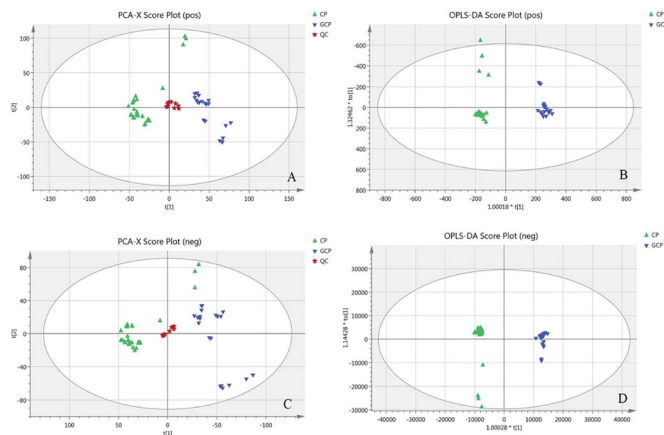 PCA-X Score Plot (pos)
CP
GCP
QC
100
50
0
-50
-100
t[2]
-150 -100 -50 0 50 100 150
t[1]
A
OPLS-DA Score Plot (pos)
CP
GCP
-600
-400
-200
0
200
400
600
800
1.32462 * to[1]
-800 -600 -400 -200 0 200 400 600 800
1.00018 * t[1]
B
PCA-X Score Plot (neg)
CP
GCP
QC
80
40
0
-40
-80
t[2]
100 50 0 -50 -100
t[1]
C
OPLS-DA Score Plot (neg)
CP
GCP
30000
20000
10000
0
-10000
-20000
-30000
1.14428 * to[1]
-40000 -30000 -20000 -10000 0 10000 20000 30000 40000
1.00028 * t[1]
D